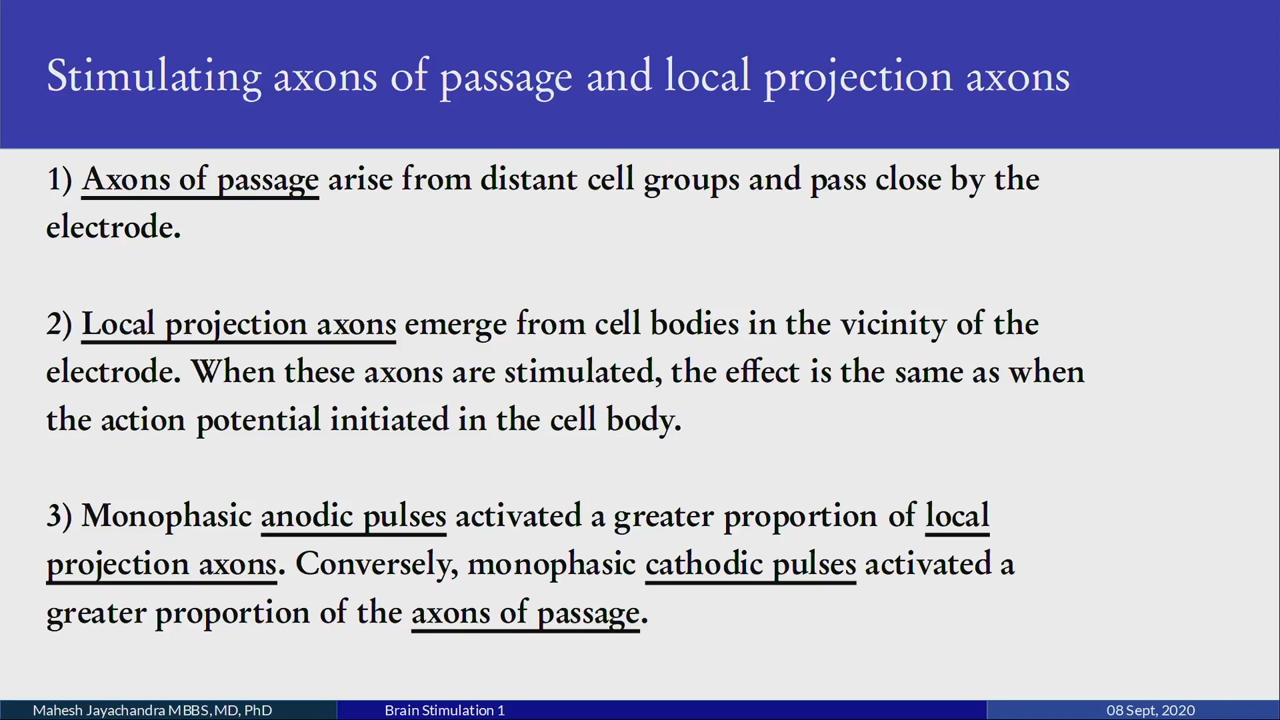 Stimulating axons of passage and local projection axons
1) Axons of passage arise from distant cell groups and pass close by the
electrode.
2) Local projection axons emerge from cell bodies in the vicinity of the
electrode. When these axons are stimulated, the effect is the same as when
the action potential initiated in the cell body.
3) Monophasic anodic pulses activated a greater proportion of local
projection axons. Conversely, monophasic cathodic pulses activated a
greater proportion of the axons of passage.
Mahesh Jayachandra MBBS, MD, PhD
Brain Stimulation 1
08 Sept, 2020